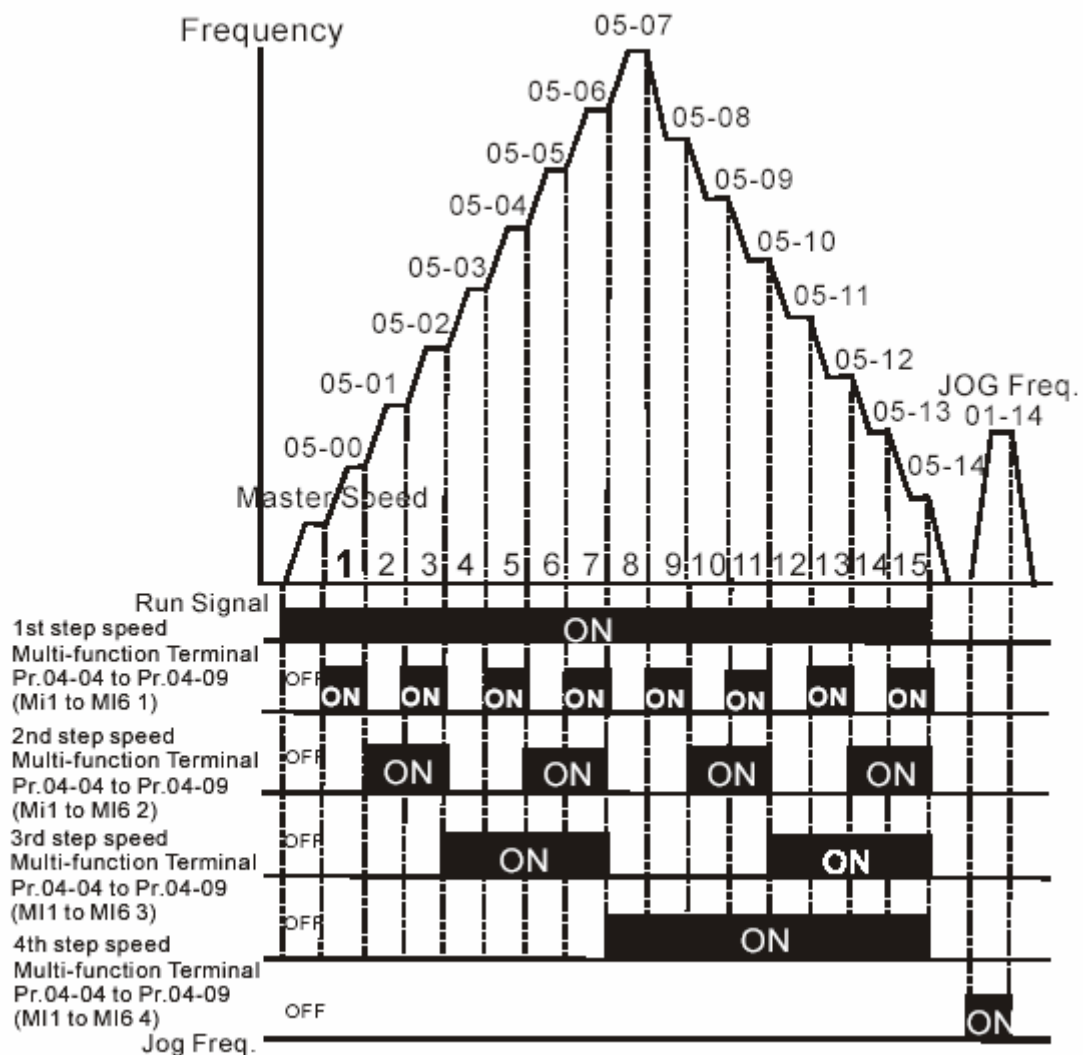 Frequency
05-07
05-06
05-08
05-05
05-09
05-04
05-10
05-03
05-11
05-02
05-12
JOG Freq.
05-01
05-13
01-14
05-00
05-14
Master Speed
1 2 3 4 5 6 7 8 9 10 11 12 13 14 15
Run Signal
ON
1st step speed
Multi-function Terminal
Pr.04-04 to Pr.04-09
(Mi1 to MI6 1)
OFF ON ON ON ON ON ON ON ON
2nd step speed
Multi-function Terminal
Pr.04-04 to Pr.04-09
(Mi1 to MI6 2)
OFF ON ON ON ON
3rd step speed
Multi-function Terminal
Pr.04-04 to Pr.04-09
(MI1 to MI6 3)
OFF ON ON
4th step speed
Multi-function Terminal
Pr.04-04 to Pr.04-09
(MI1 to MI6 4)
OFF ON
Jog Freq.
OFF ON